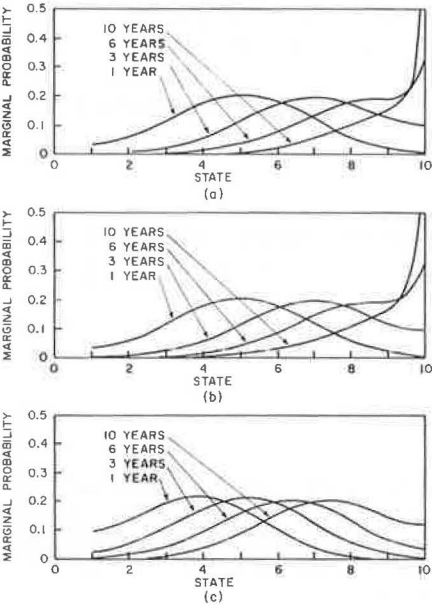 MARGINAL PROBABILITY
0.5
0.4
0.3
0.2
0.1
0
10 YEARS
6 YEARS
3 YEARS
1 YEAR
0 2 4 6 8 10
STATE
(a)
MARGINAL PROBABILITY
0.5
0.4
0.3
0.2
0.1
0
10 YEARS
6 YEARS
3 YEARS
1 YEAR
0 2 4 6 8 10
STATE
(b)
MARGINAL PROBABILITY
0.5
0.4
0.3
0.2
0.1
0
10 YEARS
6 YEARS
3 YEARS
1 YEAR
0 2 4 6 8 10
STATE
(c)